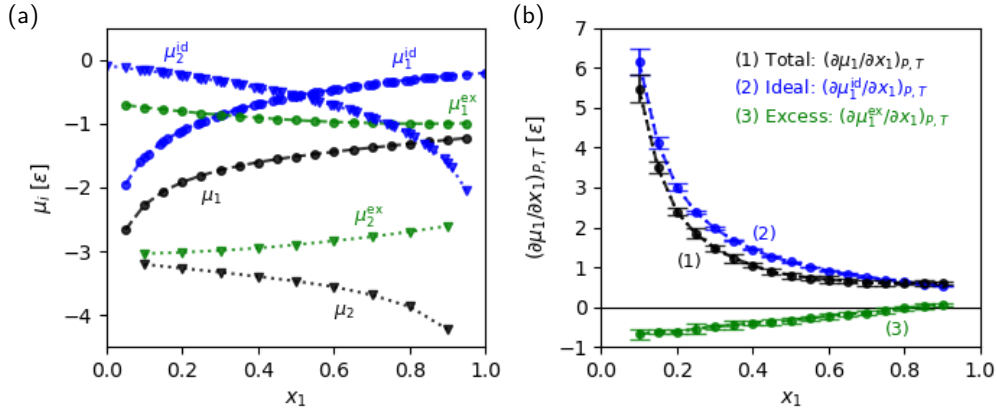 (a)
(b)
μ₂ⁱᵈ
μ₁ⁱᵈ
μ₁ᵉˣ
μ₁
μ₂ᵉˣ
μ₂
0
−1
−2
−3
−4
μᵢ [ε]
0.0 0.2 0.4 0.6 0.8 1.0
x₁
(1) Total: (∂μ₁/∂x₁)_{P, T}
(2) Ideal: (∂μ₁ⁱᵈ/∂x₁)_{P, T}
(3) Excess: (∂μ₁ᵉˣ/∂x₁)_{P, T}
(2)
(1)
(3)
7
6
5
4
3
2
1
0
−1
(∂μ₁/∂x₁)_{P, T} [ε]
0.0 0.2 0.4 0.6 0.8 1.0
x₁